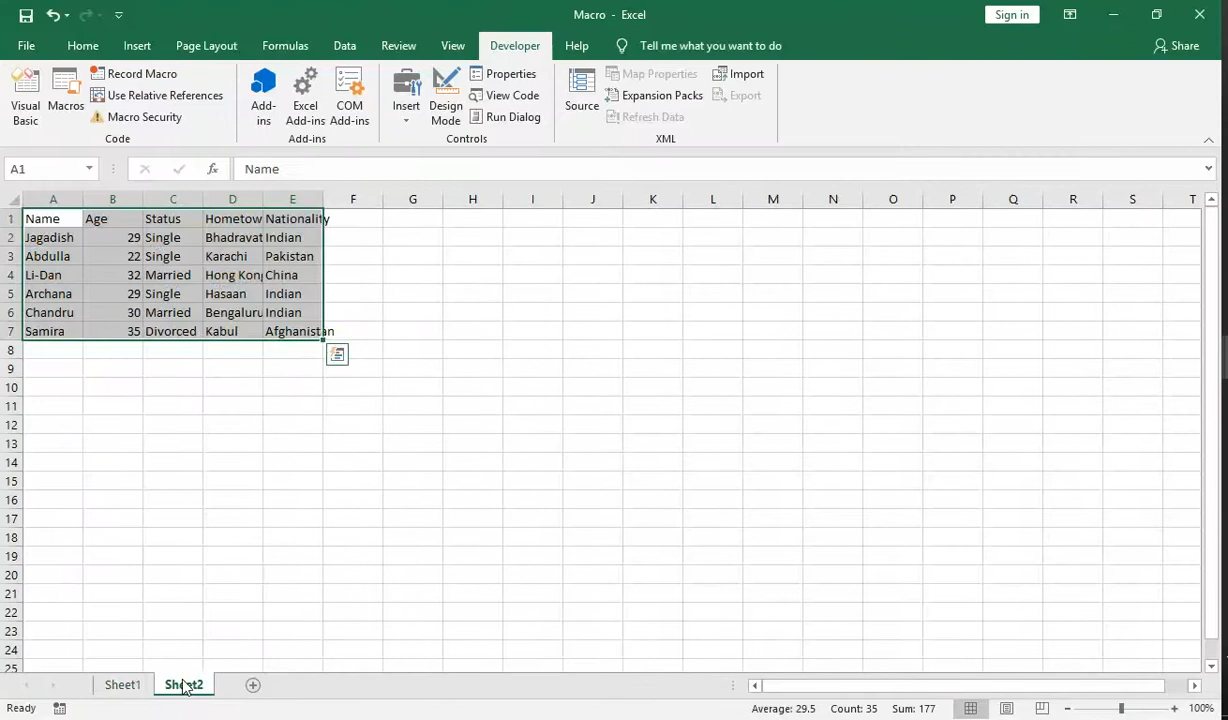 Macro - Excel
Sign in
File Home Insert Page Layout Formulas Data Review View Developer Help Tell me what you want to do Share
Visual Basic
Macros
Record Macro
Use Relative References
Macro Security
Code
Add-ins
Excel Add-ins
COM Add-ins
Add-ins
Insert
Design Mode
Properties
View Code
Run Dialog
Controls
Source
Map Properties
Expansion Packs
Refresh Data
Import
Export
XML
A1 fx Name
A B C D E F G H I J K L M N O P Q R S T
1 Name Age Status Hometow Nationality
2 Jagadish 29 Single Bhadravat Indian
3 Abdulla 22 Single Karachi Pakistan
4 Li-Dan 32 Married Hong Kong China
5 Archana 29 Single Hasaan Indian
6 Chandru 30 Married Bengaluru Indian
7 Samira 35 Divorced Kabul Afghanistan
8
9
10
11
12
13
14
15
16
17
18
19
20
21
22
23
24
25
Sheet1 Sheet2
Ready Average: 29.5 Count: 35 Sum: 177 100%